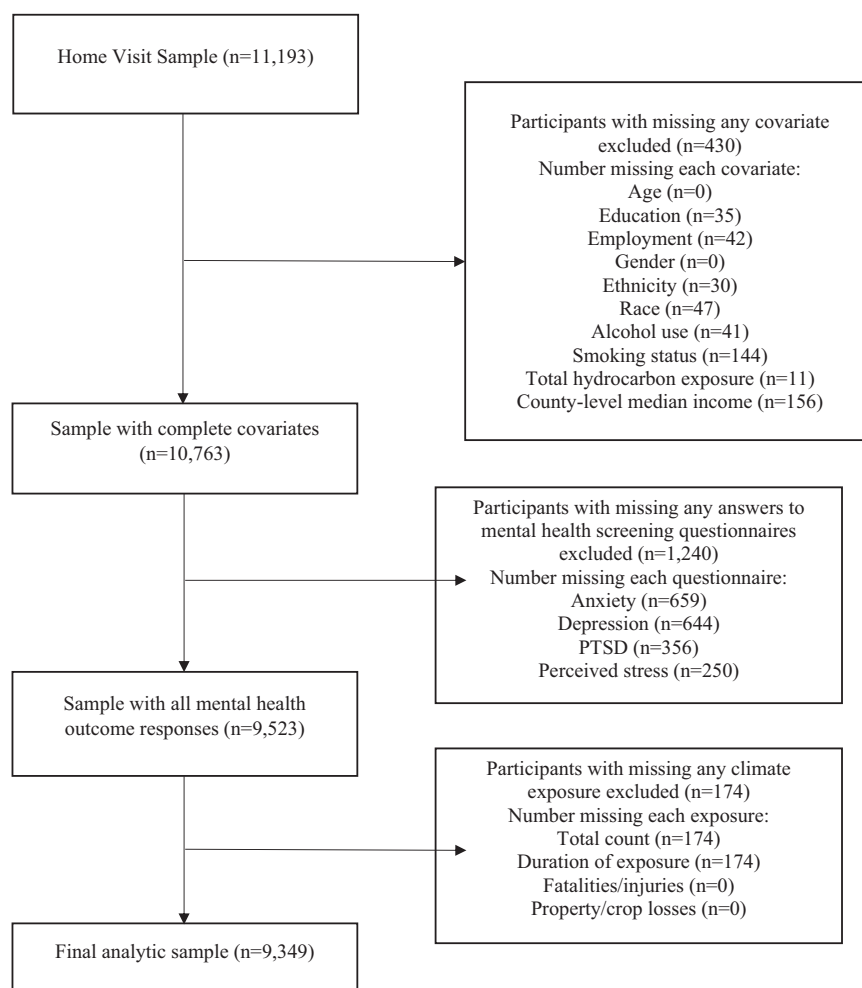 Home Visit Sample (n=11,193)
Participants with missing any covariate
excluded (n=430)
Number missing each covariate:
Age (n=0)
Education (n=35)
Employment (n=42)
Gender (n=0)
Ethnicity (n=30)
Race (n=47)
Alcohol use (n=41)
Smoking status (n=144)
Total hydrocarbon exposure (n=11)
County-level median income (n=156)
Sample with complete covariates
(n=10,763)
Participants with missing any answers to
mental health screening questionnaires
excluded (n=1,240)
Number missing each questionnaire:
Anxiety (n=659)
Depression (n=644)
PTSD (n=356)
Perceived stress (n=250)
Sample with all mental health
outcome responses (n=9,523)
Participants with missing any climate
exposure excluded (n=174)
Number missing each exposure:
Total count (n=174)
Duration of exposure (n=174)
Fatalities/injuries (n=0)
Property/crop losses (n=0)
Final analytic sample (n=9,349)